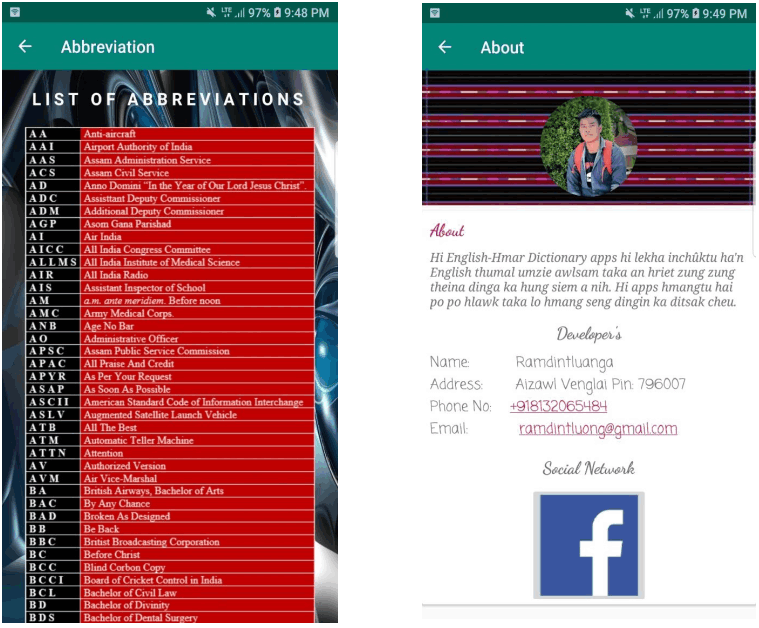 LTE 97% 9:48 PM
Abbreviation
LIST OF ABBREVIATIONS
A A Anti-aircraft
A A I Airport Authority of India
A A S Assam Administration Service
A C S Assam Civil Service
A D Anno Domini “In the Year of Our Lord Jesus Christ”.
A D C Assisttant Deputy Commissioner
A D M Additional Deputy Commissioner
A G P Asom Gana Parishad
A I Air India
A I C C All India Congress Committee
A L L M S All India Institute of Medical Science
A I R All India Radio
A I S Assistant Inspector of School
A M a.m. ante meridiem. Before noon
A M C Army Medical Corps.
A N B Age No Bar
A O Administrative Officer
A P S C Assam Public Service Commission
A P A C All Praise And Credit
A P Y R As Per Your Request
A S A P As Soon As Possible
A S C I I American Standard Code of Information Interchange
A S L V Augmented Satellite Launch Vehicle
A T B All The Best
A T M Automatic Teller Machine
A T T N Attention
A V Authorized Version
A V M Air Vice-Marshal
B A British Airways, Bachelor of Arts
B A C By Any Chance
B A D Broken As Designed
B B Be Back
B B C Britist Broadcasting Corporation
B C Before Christ
B C C Blind Corbon Copy
B C C I Board of Cricket Control in India
B C L Bachelor of Civil Law
B D Bachelor of Divinity
B D S Bachelor of Dental Surgery
LTE 97% 9:49 PM
About
About
Hi English-Hmar Dictionary apps hi lekha inchûktu ha'n
English thumal umzie awlsam taka an hriet zung zung
theina dinga ka hung siem a nih. Hi apps hmangtu hai
po po hlawk taka lo hmang seng dingin ka ditsak cheu.
Developer's
Name: Ramdintluanga
Address: Aizawl Venglai Pin: 796007
Phone No: +918132065484
Email: ramdintluong@gmail.com
Social Network
f